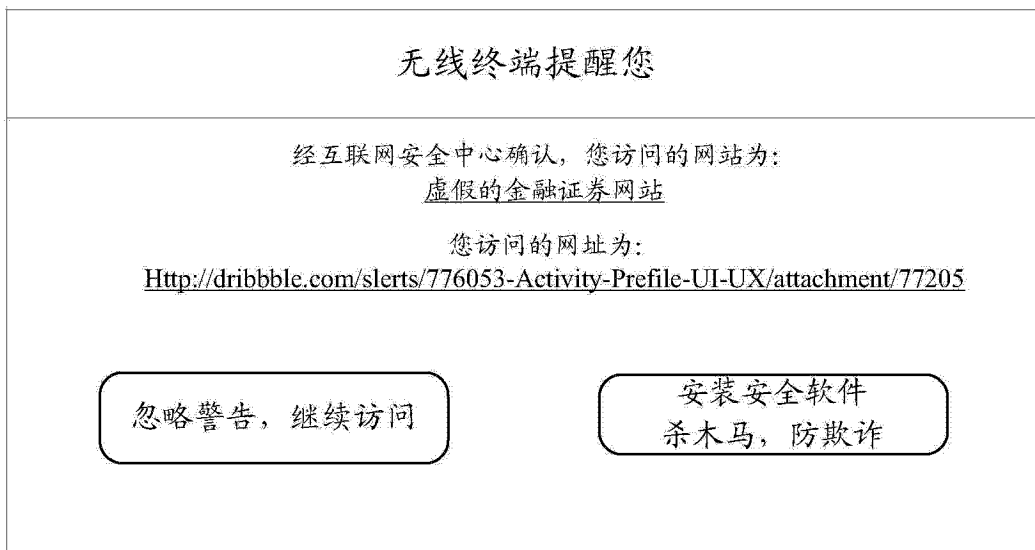 无线终端提醒您
经互联网安全中心确认，您访问的网站为：
虚假的金融证券网站
您访问的网址为：
Http://dribbble.com/slerts/776053-Activity-Prefile-UI-UX/attachment/77205
忽略警告，继续访问
安装安全软件
杀木马，防欺诈